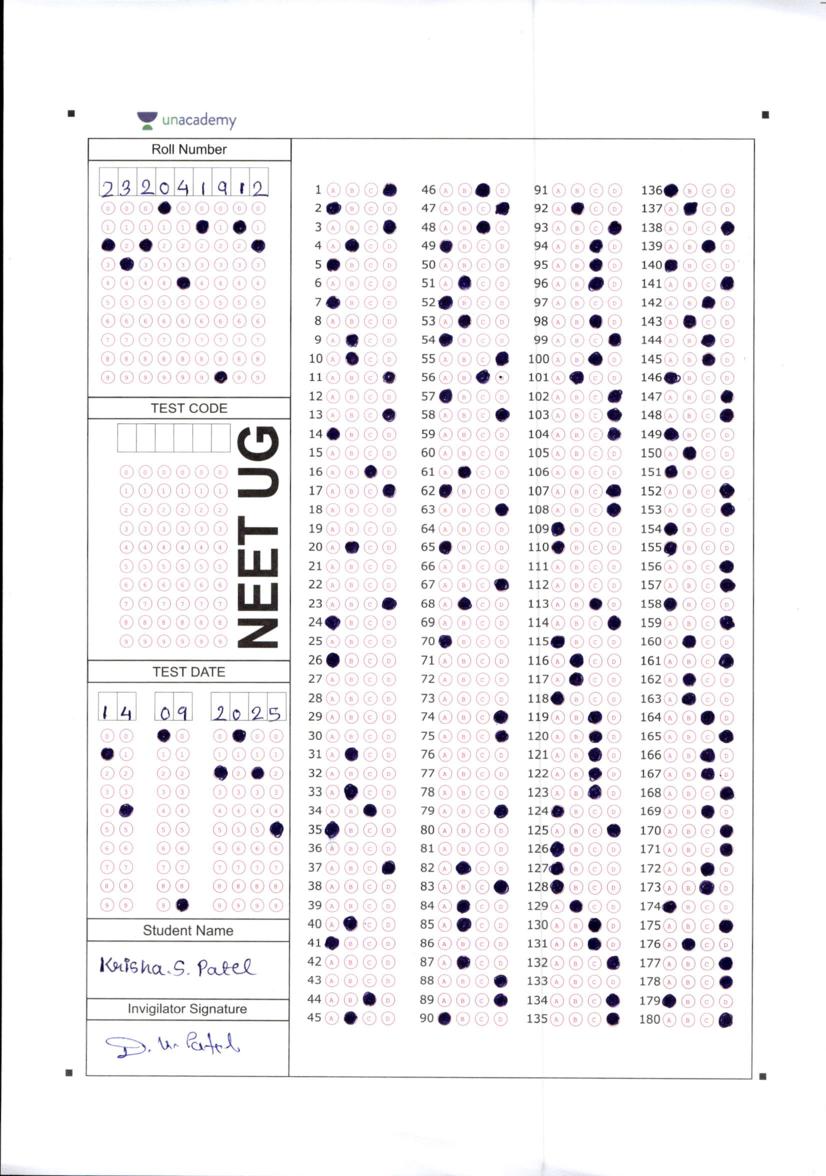 unacademy
Roll Number
2 3 2 0 4 1 9 1 2
TEST CODE
NEET UG
TEST DATE
1 4 0 9 2 0 2 5
Student Name
Krisha.S. Patel
Invigilator Signature
1 A B C
2 B C D
3 A B C
4 A C D
5 B C D
6 A B C D
7 B C D
8 A B C D
9 A C D
10 A C D
11 A B C
12 A B C D
13 A B C
14 B C D
15 A B C D
16 A B D
17 A B C
18 A B C D
19 A B C D
20 A C D
21 A B C D
22 A B C D
23 A B C
24 B C D
25 A B C D
26 B C D
27 A B C D
28 A B C D
29 A B C D
30 A B C D
31 A C D
32 A B C D
33 A C D
34 A B D
35 B C D
36 A B C D
37 A B C
38 A B C D
39 A B C D
40 A C D
41 B C D
42 A B C D
43 A B C D
44 A B D
45 A C D
46 A B D
47 A B C
48 A B D
49 B C D
50 A B C D
51 A C D
52 B C D
53 A C D
54 B C D
55 A B C
56 A B
57 B C D
58 A B C
59 A B C D
60 A B C D
61 A C D
62 B C D
63 A B C
64 A B C D
65 B C D
66 A B C D
67 A B C
68 A C D
69 A B C D
70 B C D
71 A B C D
72 A B C D
73 A B C D
74 A B C
75 A B C
76 A B C D
77 A B C D
78 A B C D
79 A B C
80 A B C D
81 A B C D
82 A C D
83 A B C
84 A C D
85 A C D
86 A B C D
87 A C D
88 A B C
89 A B C
90 B C D
91 A B C D
92 A C D
93 A B C
94 A B D
95 A B D
96 A B D
97 A B C D
98 A B D
99 A B C
100 A B D
101 A C D
102 A B C
103 A B C
104 A B C
105 A B C D
106 A B C D
107 A B C
108 A B C
109 B C D
110 B C D
111 A B C D
112 A B C D
113 A B D
114 A B C
115 B C D
116 A C D
117 A C D
118 B C D
119 A B D
120 A B D
121 A B D
122 A B D
123 A B D
124 B C D
125 A B C
126 B C D
127 B C D
128 B C D
129 A C D
130 A B D
131 A B D
132 A B C
133 A B C D
134 A B C
135 A B C
136 B C D
137 A C D
138 A B C
139 A B D
140 B C D
141 A B C
142 A B D
143 A C D
144 A B D
145 A B D
146 B C D
147 A B C
148 A B C
149 B C D
150 A C D
151 B C D
152 A B C
153 A B C
154 B C D
155 B C D
156 A B C
157 A B C
158 B C D
159 A B C
160 A C D
161 A B C
162 A C D
163 A C D
164 A B D
165 A B C
166 A B D
167 A B D
168 A B C
169 A B D
170 A B C
171 A B C
172 A B D
173 A B D
174 B C D
175 A B C
176 A C D
177 A B C
178 A B C
179 B C D
180 A B C